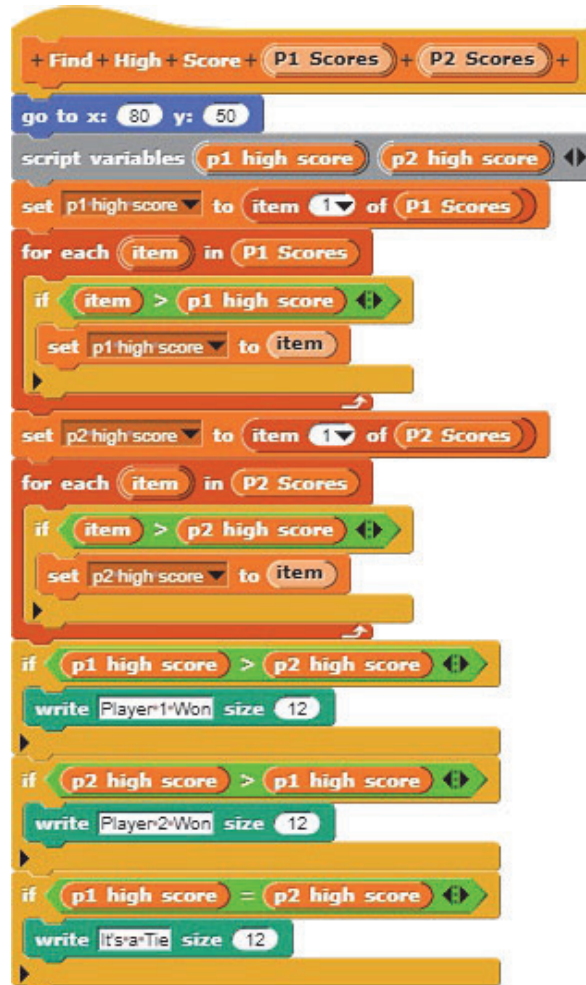 + Find + High + Score + P1 Scores + P2 Scores +
go to x: 80 y: 50
script variables p1 high score p2 high score
set p1 high score to item 1 of P1 Scores
for each item in P1 Scores
if item > p1 high score
set p1 high score to item
set p2 high score to item 1 of P2 Scores
for each item in P2 Scores
if item > p2 high score
set p2 high score to item
if p1 high score > p2 high score
write Player·1·Won size 12
if p2 high score > p1 high score
write Player·2·Won size 12
if p1 high score = p2 high score
write It's·a·Tie size 12